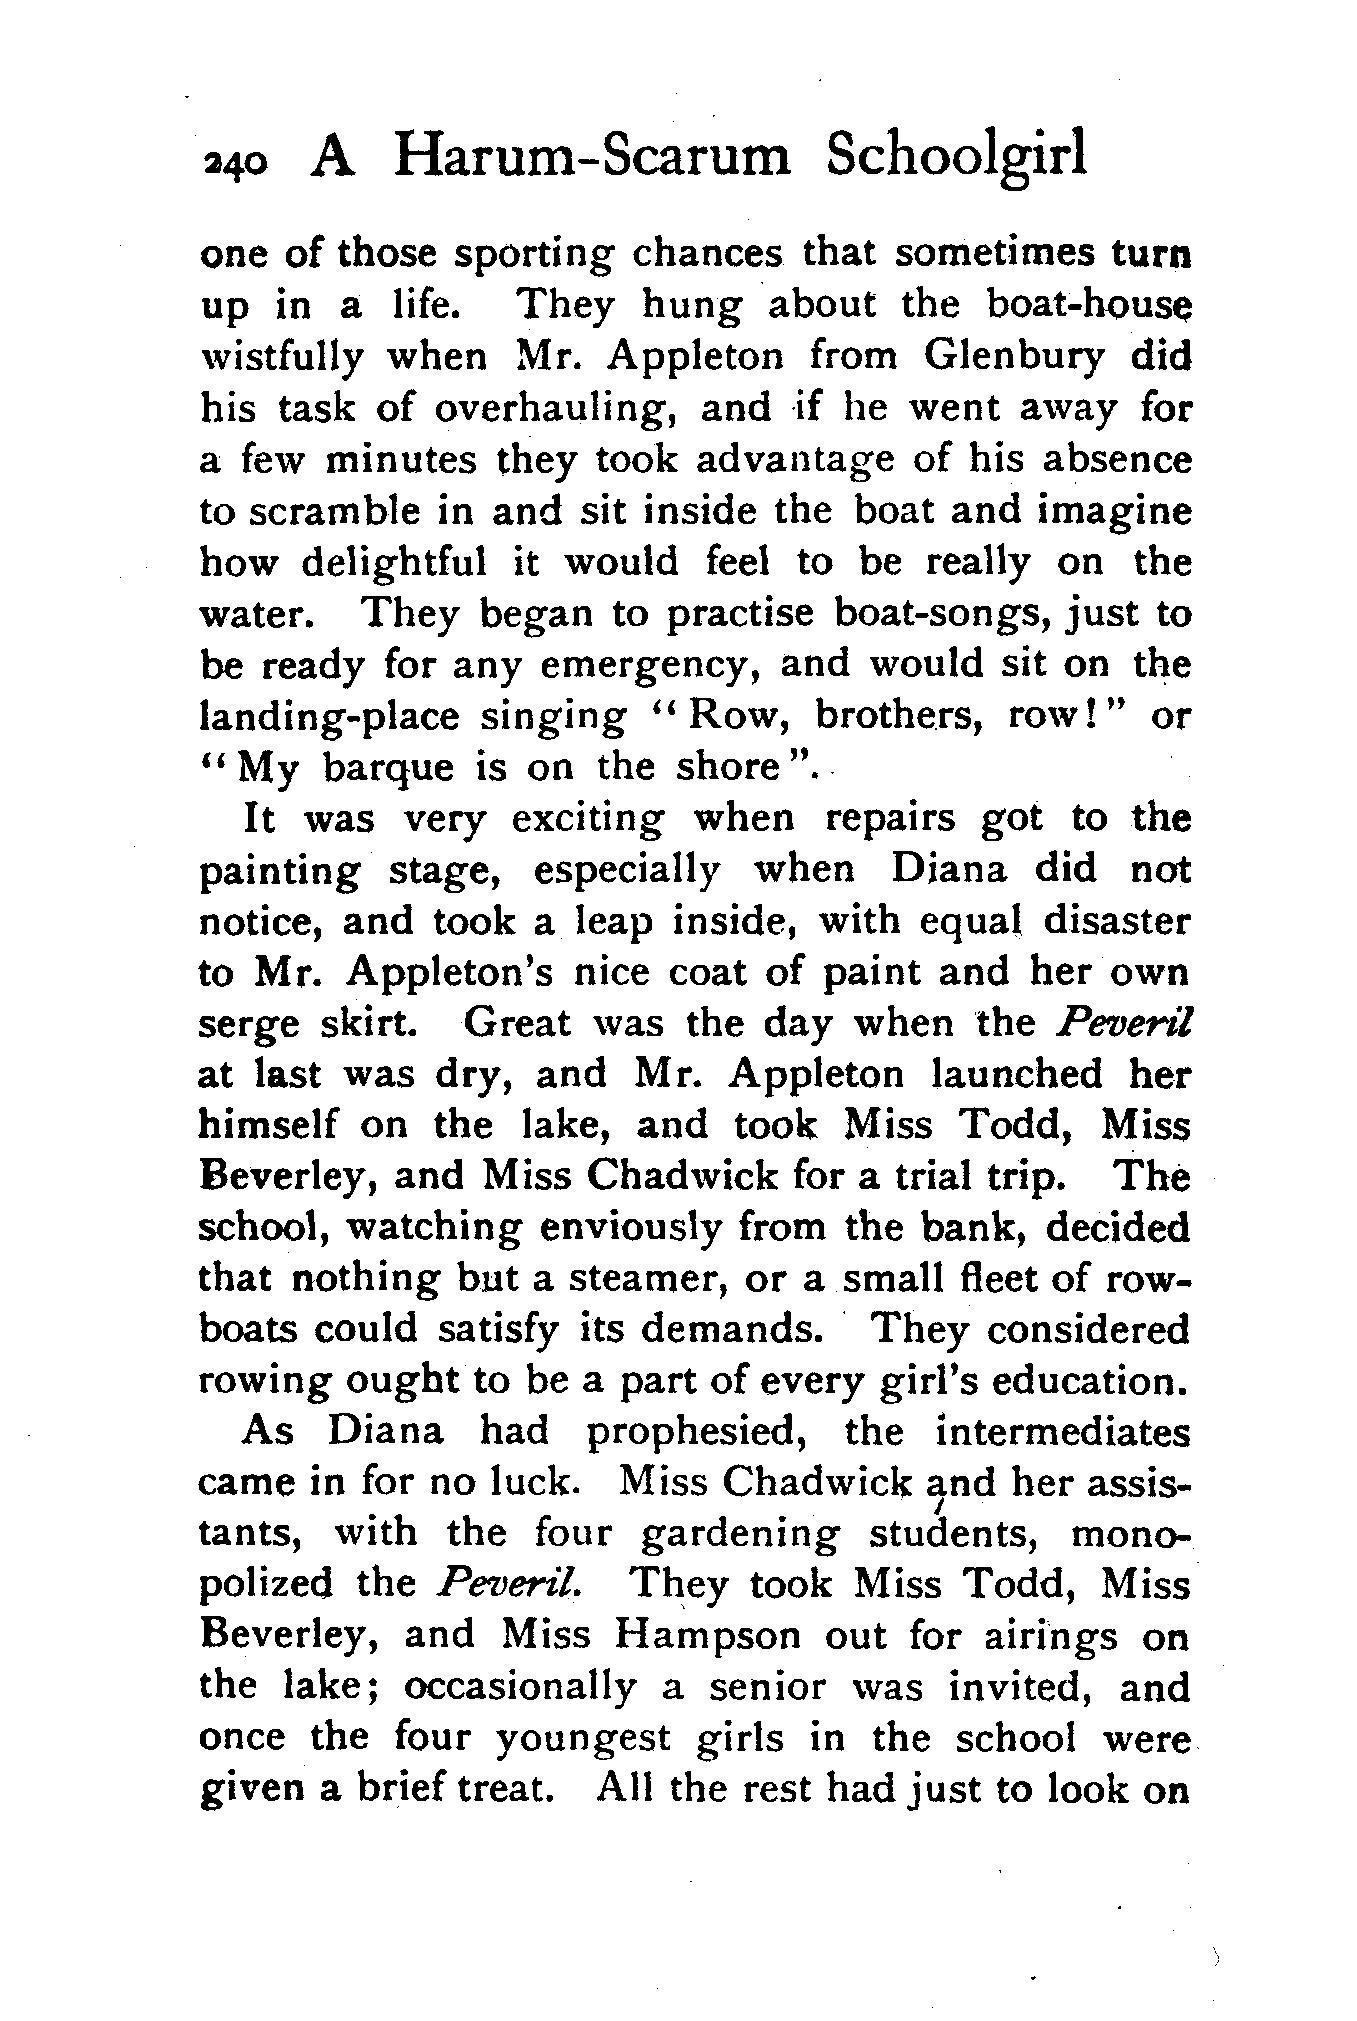 240 A Harum-Scarum Schoolgirl
one of those sporting chances that sometimes turn
up in a life. They hung about the boat-house
wistfully when Mr. Appleton from Glenbury did
his task of overhauling, and if he went away for
a few minutes they took advantage of his absence
to scramble in and sit inside the boat and imagine
how delightful it would feel to be really on the
water. They began to practise boat-songs, just to
be ready for any emergency, and would sit on the
landing-place singing “Row, brothers, row!” or
“My barque is on the shore”.
It was very exciting when repairs got to the
painting stage, especially when Diana did not
notice, and took a leap inside, with equal disaster
to Mr. Appleton's nice coat of paint and her own
serge skirt. Great was the day when the Peveril
at last was dry, and Mr. Appleton launched her
himself on the lake, and took Miss Todd, Miss
Beverley, and Miss Chadwick for a trial trip. The
school, watching enviously from the bank, decided
that nothing but a steamer, or a small fleet of row-
boats could satisfy its demands. They considered
rowing ought to be a part of every girl's education.
As Diana had prophesied, the intermediates
came in for no luck. Miss Chadwick and her assis-
tants, with the four gardening students, mono-
polized the Peveril. They took Miss Todd, Miss
Beverley, and Miss Hampson out for airings on
the lake; occasionally a senior was invited, and
once the four youngest girls in the school were
given a brief treat. All the rest had just to look on